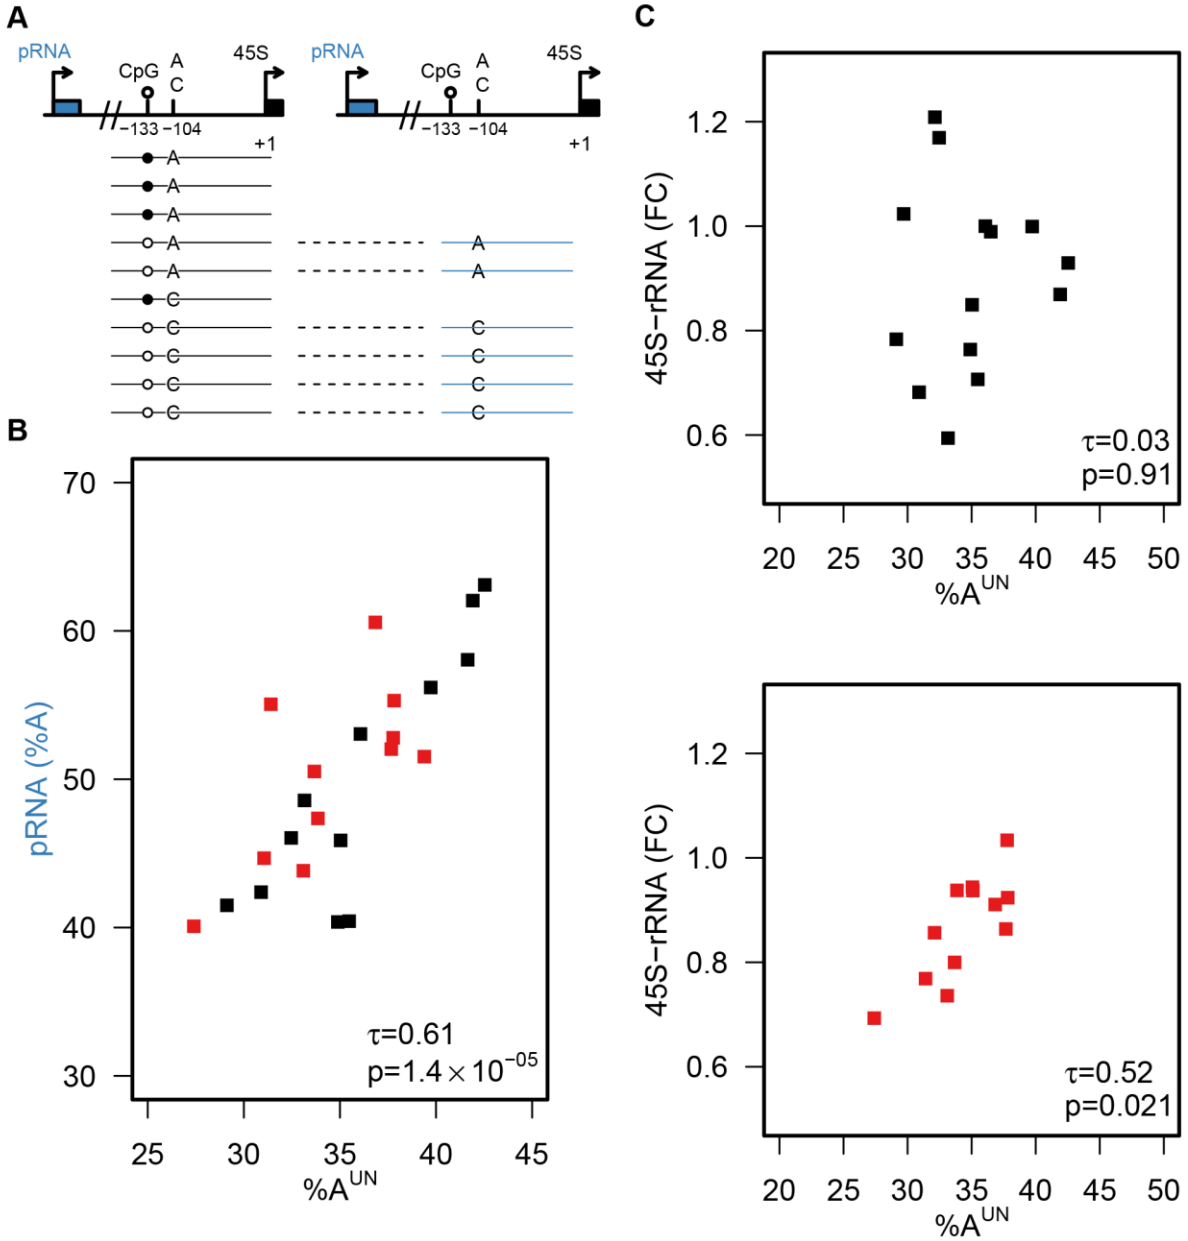 A
pRNA
CpG
A
C
45S
−133 −104
+1
pRNA
CpG
A
C
45S
−133 −104
+1
A
A
A
A
A
A
A
C
C
C
C
C
C
C
C
C
B
70
60
50
40
30
pRNA (%A)
τ=0.61
p=1.4 × 10⁻⁰⁵
25 30 35 40 45
%Aᵁᴺ
C
1.2
1.0
0.8
0.6
45S−rRNA (FC)
τ=0.03
p=0.91
20 25 30 35 40 45 50
%Aᵁᴺ
1.2
1.0
0.8
0.6
45S−rRNA (FC)
τ=0.52
p=0.021
20 25 30 35 40 45 50
%Aᵁᴺ